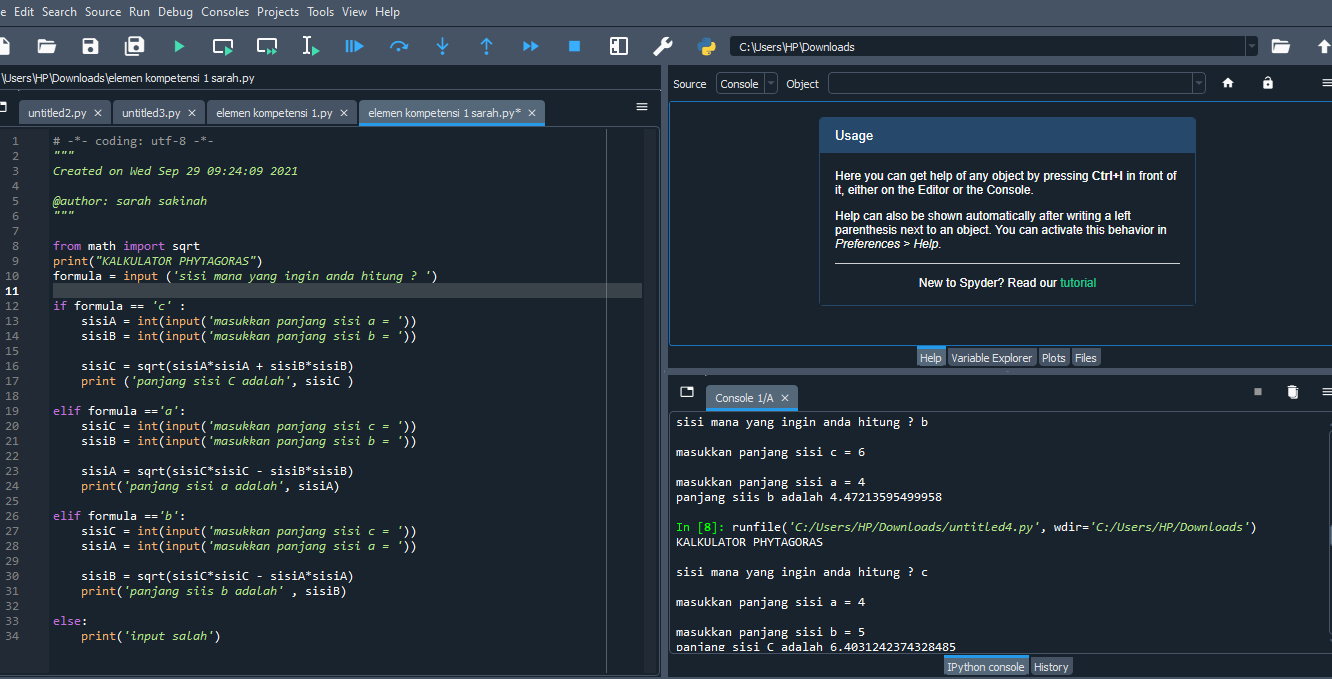 e Edit Search Source Run Debug Consoles Projects Tools View Help
C:\Users\HP\Downloads
\Users\HP\Downloads\elemen kompetensi 1 sarah.py
untitled2.py untitled3.py elemen kompetensi 1.py elemen kompetensi 1 sarah.py*
1 # -*- coding: utf-8 -*-
2 """
3 Created on Wed Sep 29 09:24:09 2021
4
5 @author: sarah sakinah
6 """
7
8 from math import sqrt
9 print("KALKULATOR PHYTAGORAS")
10 formula = input ('sisi mana yang ingin anda hitung ? ')
11
12 if formula == 'c' :
13     sisiA = int(input('masukkan panjang sisi a = '))
14     sisiB = int(input('masukkan panjang sisi b = '))
15
16     sisiC = sqrt(sisiA*sisiA + sisiB*sisiB)
17     print ('panjang sisi C adalah', sisiC )
18
19 elif formula =='a':
20     sisiC = int(input('masukkan panjang sisi c = '))
21     sisiB = int(input('masukkan panjang sisi b = '))
22
23     sisiA = sqrt(sisiC*sisiC - sisiB*sisiB)
24     print('panjang sisi a adalah', sisiA)
25
26 elif formula =='b':
27     sisiC = int(input('masukkan panjang sisi c = '))
28     sisiA = int(input('masukkan panjang sisi a = '))
29
30     sisiB = sqrt(sisiC*sisiC - sisiA*sisiA)
31     print('panjang siis b adalah' , sisiB)
32
33 else:
34     print('input salah')
Source Console Object
Usage
Here you can get help of any object by pressing Ctrl+I in front of
it, either on the Editor or the Console.
Help can also be shown automatically after writing a left
parenthesis next to an object. You can activate this behavior in
Preferences > Help.
New to Spyder? Read our tutorial
Help Variable Explorer Plots Files
Console 1/A
sisi mana yang ingin anda hitung ? b
masukkan panjang sisi c = 6
masukkan panjang sisi a = 4
panjang siis b adalah 4.47213595499958
In [8]: runfile('C:/Users/HP/Downloads/untitled4.py', wdir='C:/Users/HP/Downloads')
KALKULATOR PHYTAGORAS
sisi mana yang ingin anda hitung ? c
masukkan panjang sisi a = 4
masukkan panjang sisi b = 5
panjang sisi C adalah 6.4031242374328485
IPython console History